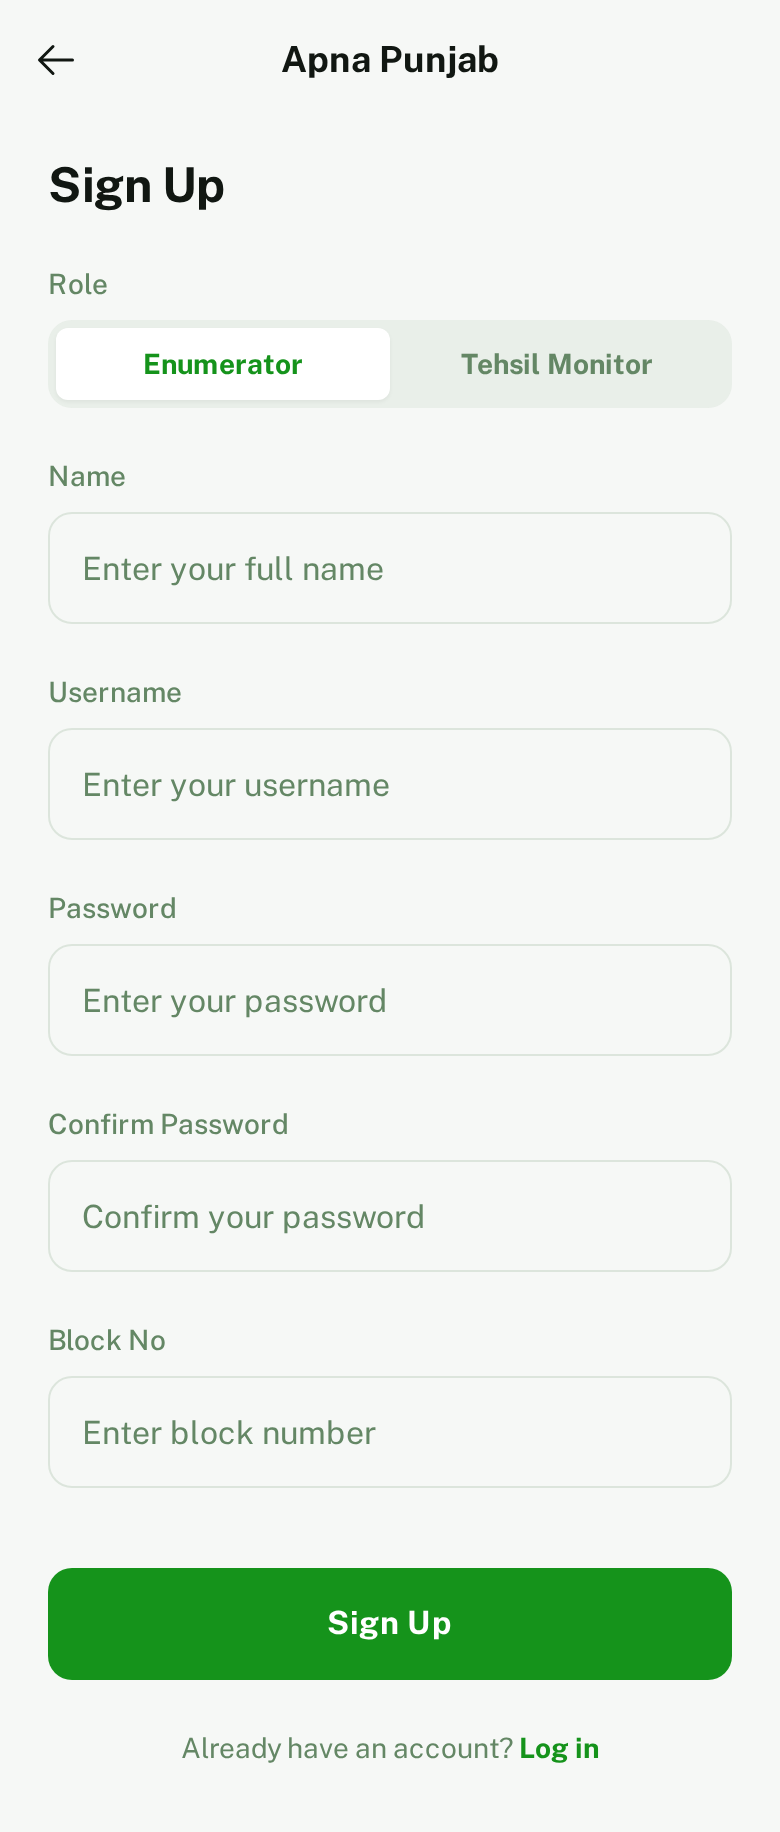 Apna Punjab
Sign Up
Role
Enumerator
Tehsil Monitor
Name
Enter your full name
Username
Enter your username
Password
Enter your password
Confirm Password
Confirm your password
Block No
Enter block number
Sign Up
Already have an account? Log in